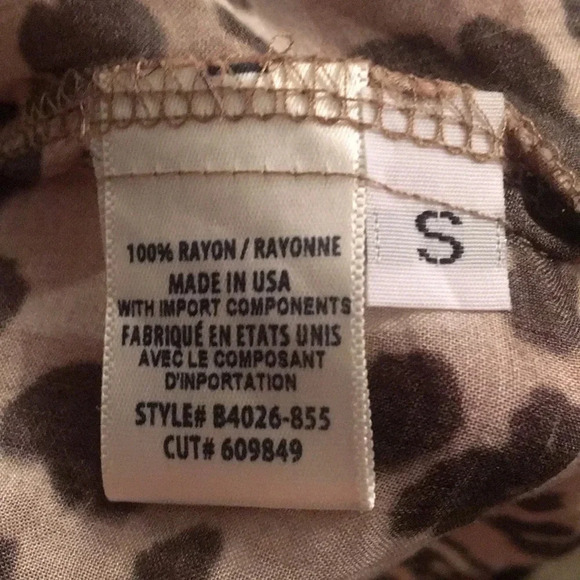 100% RAYON / RAYONNE
MADE IN USA
WITH IMPORT COMPONENTS
FABRIQUÉ EN ETATS UNIS
AVEC LE COMPOSANT
D'INPORTATION
STYLE# B4026-855
CUT# 609849
S